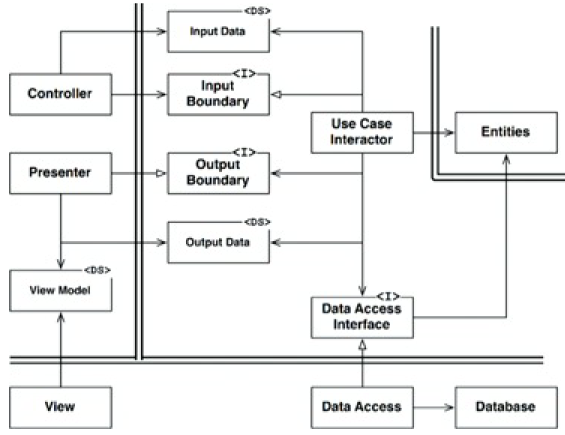 <DS>
Input Data
<I>
Input
Boundary
Controller
Use Case
Interactor
Entities
<I>
Output
Boundary
Presenter
<DS>
Output Data
<DS>
View Model
<I>
Data Access
Interface
View
Data Access
Database